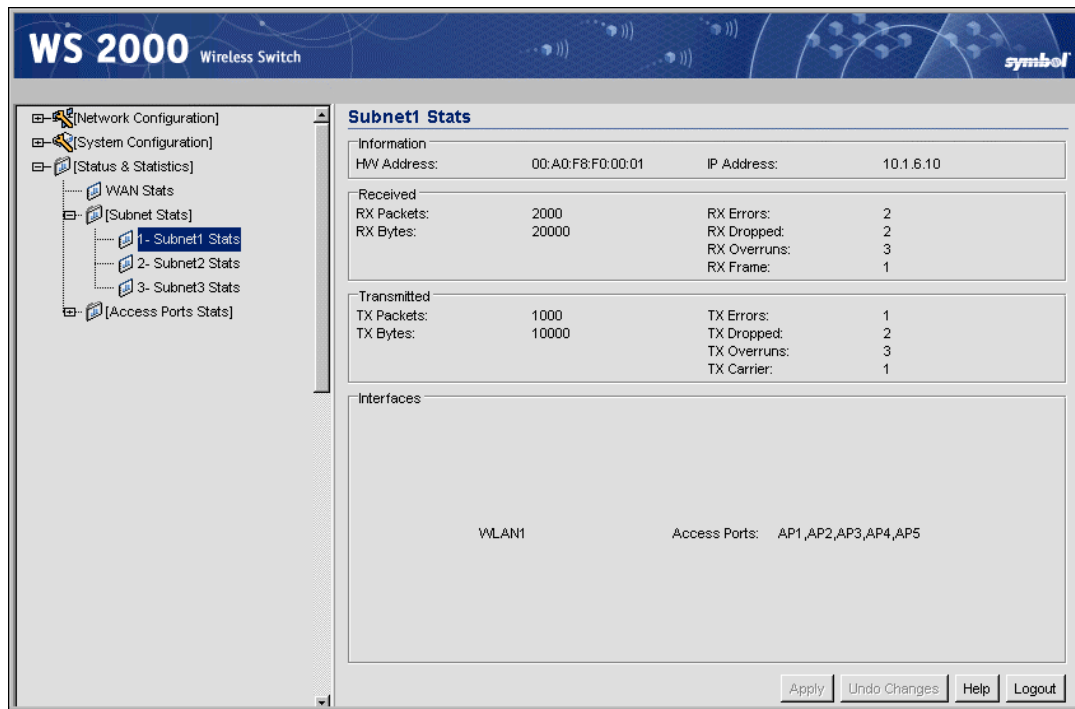 WS 2000 Wireless Switch
symbol
[Network Configuration]
[System Configuration]
[Status & Statistics]
WAN Stats
[Subnet Stats]
1- Subnet1 Stats
2- Subnet2 Stats
3- Subnet3 Stats
[Access Ports Stats]
Subnet1 Stats
Information
HW Address: 00:A0:F8:F0:00:01 IP Address: 10.1.6.10
Received
RX Packets: 2000 RX Errors: 2
RX Bytes: 20000 RX Dropped: 2
RX Overruns: 3
RX Frame: 1
Transmitted
TX Packets: 1000 TX Errors: 1
TX Bytes: 10000 TX Dropped: 2
TX Overruns: 3
TX Carrier: 1
Interfaces
WLAN1 Access Ports: AP1,AP2,AP3,AP4,AP5
Apply Undo Changes Help Logout